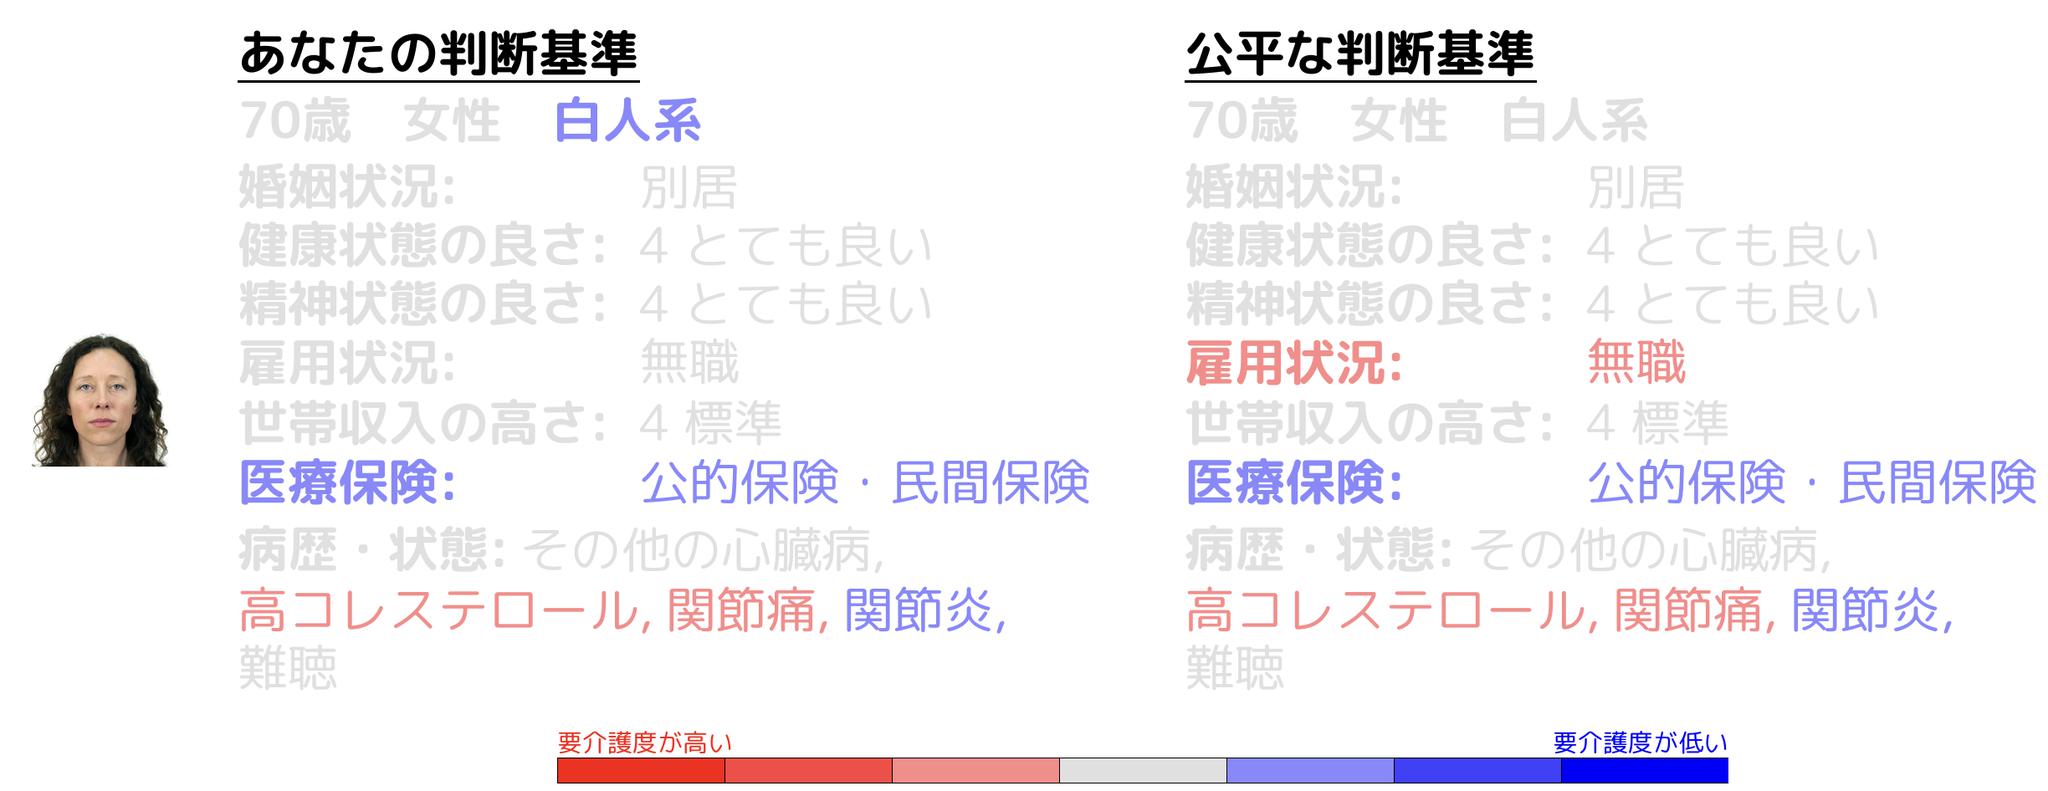 あなたの判断基準
70歳 女性 白人系
婚姻状況: 別居
健康状態の良さ: 4 とても良い
精神状態の良さ: 4 とても良い
雇用状況: 無職
世帯収入の高さ: 4 標準
医療保険: 公的保険・民間保険
病歴・状態: その他の心臓病,
高コレステロール, 関節痛, 関節炎,
難聴
公平な判断基準
70歳 女性 白人系
婚姻状況: 別居
健康状態の良さ: 4 とても良い
精神状態の良さ: 4 とても良い
雇用状況: 無職
世帯収入の高さ: 4 標準
医療保険: 公的保険・民間保険
病歴・状態: その他の心臓病,
高コレステロール, 関節痛, 関節炎,
難聴
要介護度が高い
要介護度が低い